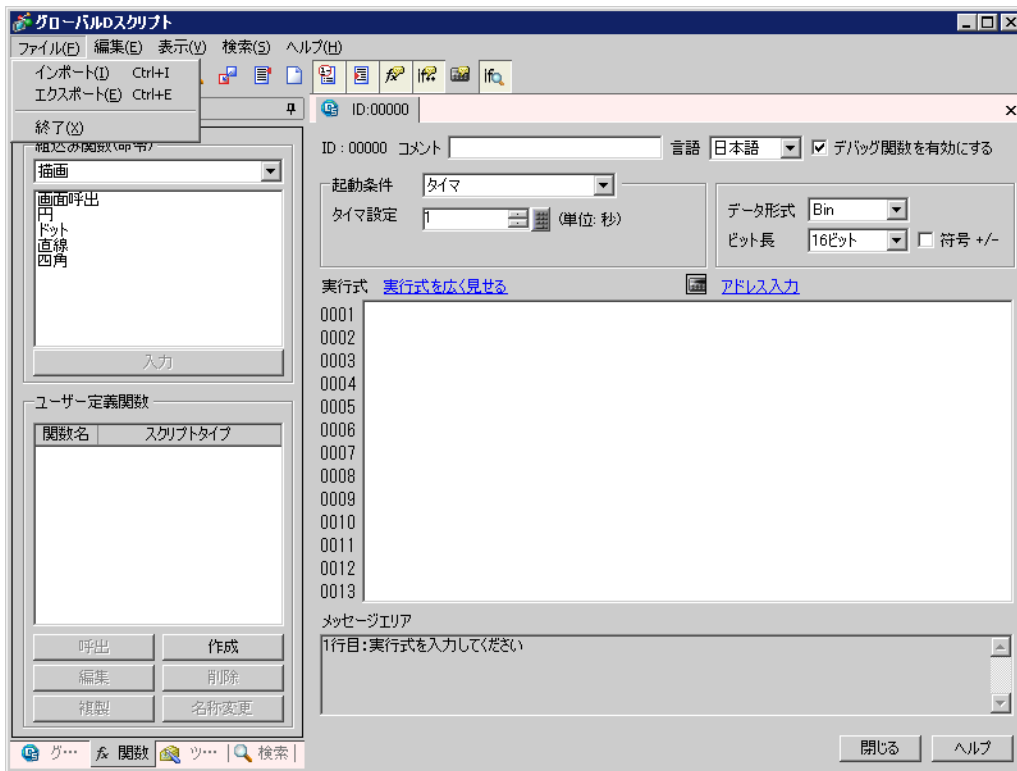 グローバルDスクリプト
ファイル(F) 編集(E) 表示(V) 検索(S) ヘルプ(H)
インポート(I) Ctrl+I
エクスポート(E) Ctrl+E
終了(X)
ID:00000
組込み関数(命令)
描画
画面呼出
円
ドット
直線
四角
入力
ユーザー定義関数
関数名 スクリプトタイプ
呼出 作成
編集 削除
複製 名称変更
グ… 関数 ツ… 検索
ID : 00000 コメント 言語 日本語 デバッグ関数を有効にする
起動条件 タイマ
タイマ設定 1 (単位: 秒)
データ形式 Bin
ビット長 16ビット 符号 +/-
実行式 実行式を広く見せる アドレス入力
0001
0002
0003
0004
0005
0006
0007
0008
0009
0010
0011
0012
0013
メッセージエリア
1行目:実行式を入力してください
閉じる ヘルプ